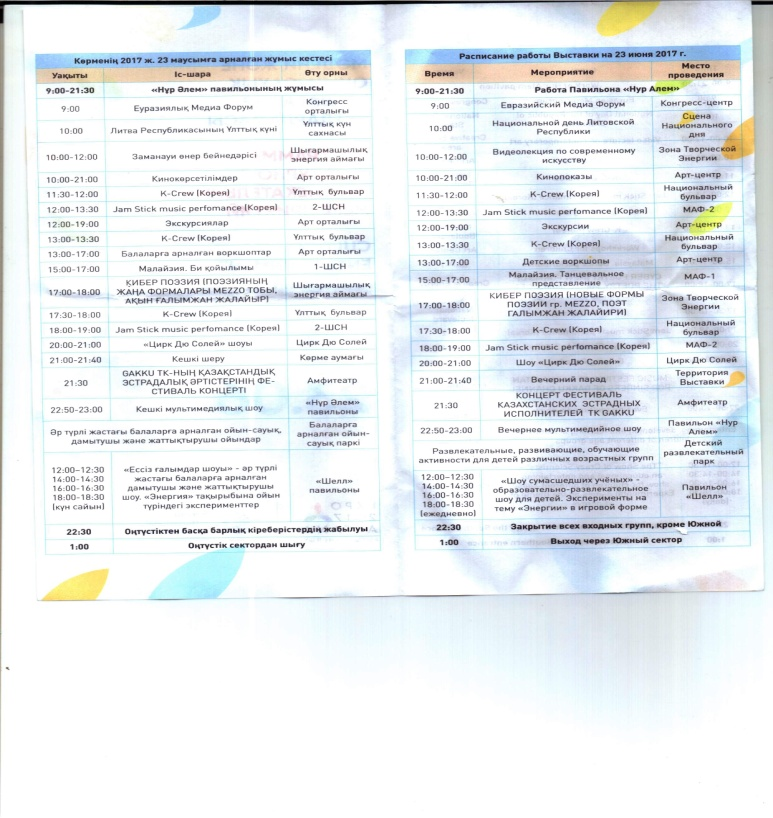 Көрменің 2017 ж. 23 маусымға арналған жұмыс кестесі
Уақыты Іс-шара Өту орны
9:00-21:30 «Нұр Әлем» павильонының жұмысы
9:00 Еуразиялық Медиа Форум Конгресс
орталығы
10:00 Литва Республикасының Ұлттық күні Ұлттық күн
сахнасы
10:00-12:00 Заманауи өнер бейнедәрісі Шығармашылық
энергия аймағы
10:00-21:00 Кинокөрсетілімдер Арт орталығы
11:30-12:00 K-Crew (Корея) Ұлттық бульвар
12:00-13:30 Jam Stick music perfomance (Корея) 2-ШСН
12:00-19:00 Экскурсиялар Арт орталығы
13:00-13:30 K-Crew (Корея) Ұлттық бульвар
13:00-17:00 Балаларға арналған воркшоптар Арт орталығы
15:00-17:00 Малайзия. Би қойылымы 1-ШСН
17:00-18:00 КИБЕР ПОЭЗИЯ (ПОЭЗИЯНЫҢ
ЖАҢА ФОРМАЛАРЫ MEZZO ТОБЫ,
АҚЫН ҒАЛЫМЖАН ЖАЛАЙЫР) Шығармашылық
энергия аймағы
17:30-18:00 K-Crew (Корея) Ұлттық бульвар
18:00-19:00 Jam Stick music perfomance (Корея) 2-ШСН
20:00-21:00 «Цирк Дю Солей» шоуы Цирк Дю Солей
21:00-21:40 Кешкі шеру Көрме аумағы
21:30 GAKKU ТК-НЫҢ ҚАЗАҚСТАНДЫҚ
ЭСТРАДАЛЫҚ ӘРТІСТЕРІНІҢ ФЕ-
СТИВАЛЬ КОНЦЕРТІ Амфитеатр
22:50-23:00 Кешкі мультимедиялық шоу «Нұр Әлем»
павильоны
Әр түрлі жастағы балаларға арналған ойын-сауық,
дамытушы және жаттықтырушы ойындар Балаларға
арналған ойын-
сауық паркі
12:00–12:30
14:00-14:30
16:00-16:30
18:00-18:30
(күн сайын) «Ессіз ғалымдар шоуы» - әр түрлі
жастағы балаларға арналған
дамытушы және жаттықтырушы
шоу. «Энергия» тақырыбына ойын
түріндегі эксперименттер «Шелл»
павильоны
22:30 Оңтүстіктен басқа барлық кіреберістердің жабылуы
1:00 Оңтүстік сектордан шығу
Расписание работы Выставки на 23 июня 2017 г.
Время Мероприятие Место
проведения
9:00-21:30 Работа Павильона «Нур Алем»
9:00 Евразийский Медиа Форум Конгресс-центр
10:00 Национальной день Литовской
Республики Сцена
Национального
дня
10:00-12:00 Видеолекция по современному
искусству Зона Творческой
Энергии
10:00-21:00 Кинопоказы Арт-центр
11:30-12:00 K-Crew (Корея) Национальный
бульвар
12:00-13:30 Jam Stick music perfomance (Корея) МАФ-2
12:00-19:00 Экскурсии Арт-центр
13:00-13:30 K-Crew (Корея) Национальный
бульвар
13:00-17:00 Детские воркшопы Арт-центр
15:00-17:00 Малайзия. Танцевальное
представление МАФ-1
17:00-18:00 КИБЕР ПОЭЗИЯ (НОВЫЕ ФОРМЫ
ПОЭЗИИ гр. MEZZO, ПОЭТ
ГАЛЫМЖАН ЖАЛАЙИРИ) Зона Творческой
Энергии
17:30-18:00 K-Crew (Корея) Национальный
бульвар
18:00-19:00 Jam Stick music perfomance (Корея) МАФ-2
20:00-21:00 Шоу «Цирк Дю Солей» Цирк Дю Солей
21:00-21:40 Вечерний парад Территория
Выставки
21:30 КОНЦЕРТ ФЕСТИВАЛЬ
КАЗАХСТАНСКИХ ЭСТРАДНЫХ
ИСПОЛНИТЕЛЕЙ ТК GAKKU Амфитеатр
22:50-23:00 Вечернее мультимедийное шоу Павильон «Нур
Алем»
Развлекательные, развивающие, обучающие
активности для детей различных возрастных групп Детский
развлекательный
парк
12:00–12:30
14:00-14:30
16:00-16:30
18:00-18:30
(ежедневно) «Шоу сумасшедших учёных» -
образовательно-развлекательное
шоу для детей. Эксперименты на
тему «Энергии» в игровой форме Павильон
«Шелл»
22:30 Закрытие всех входных групп, кроме Южной
1:00 Выход через Южный сектор